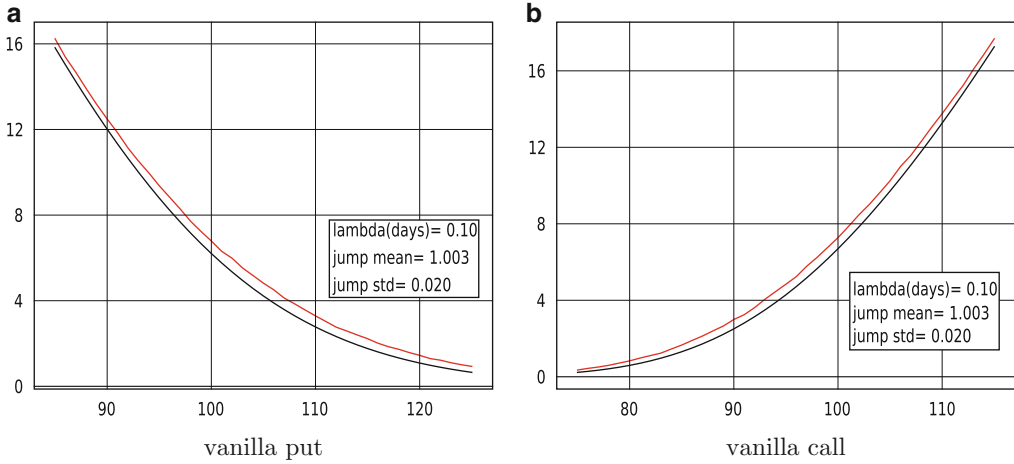 a
16
12
8
4
0
lambda(days)= 0.10
jump mean= 1.003
jump std= 0.020
90 100 110 120
vanilla put
b
16
12
8
4
0
lambda(days)= 0.10
jump mean= 1.003
jump std= 0.020
80 90 100 110
vanilla call